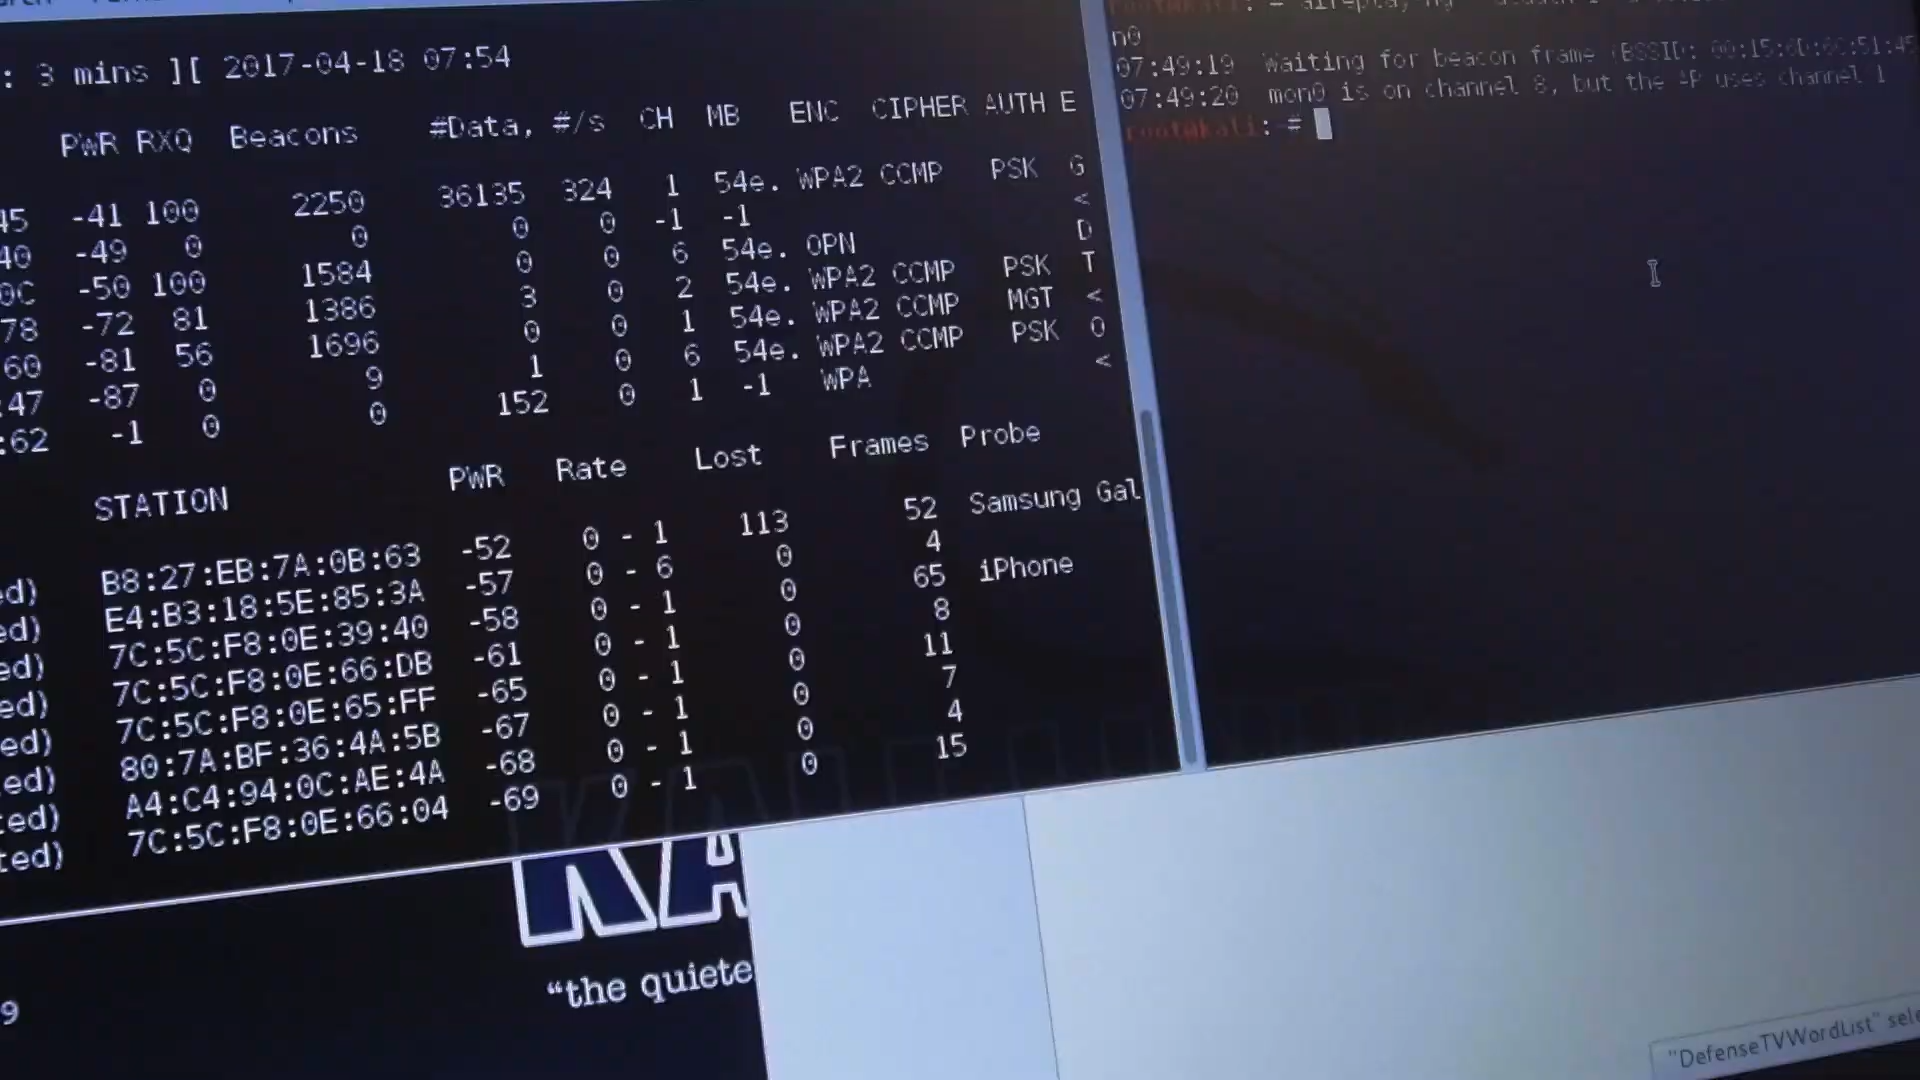 : 3 mins ][ 2017-04-18 07:54
PWR RXQ Beacons #Data, #/s CH MB ENC CIPHER AUTH E
45 -41 100 2250 36135 324 1 54e. WPA2 CCMP PSK G
40 -49 0 0 0 0 -1 -1 <
0C -50 100 1584 0 0 6 54e. OPN D
78 -72 81 1386 3 0 2 54e. WPA2 CCMP PSK T
60 -81 56 1696 0 0 1 54e. WPA2 CCMP MGT <
:47 -87 0 9 1 0 6 54e. WPA2 CCMP PSK O
:62 -1 0 0 152 0 1 -1 WPA <
STATION PWR Rate Lost Frames Probe
ed) B8:27:EB:7A:0B:63 -52 0 - 1 113 52 Samsung Gal
ed) E4:B3:18:5E:85:3A -57 0 - 6 0 4
ed) 7C:5C:F8:0E:39:40 -58 0 - 1 0 65 iPhone
ed) 7C:5C:F8:0E:66:DB -61 0 - 1 0 8
ed) 7C:5C:F8:0E:65:FF -65 0 - 1 0 11
ed) 80:7A:BF:36:4A:5B -67 0 - 1 0 7
ted) A4:C4:94:0C:AE:4A -68 0 - 1 0 4
ted) 7C:5C:F8:0E:66:04 -69 0 - 1 0 15
n0
07:49:19 Waiting for beacon frame (BSSID: 00:15:6D:
07:49:20 mon0 is on channel 8, but the AP uses channel 1
root@kali: #
KA
“the quiete
9
"DefenseTVWordList" sele